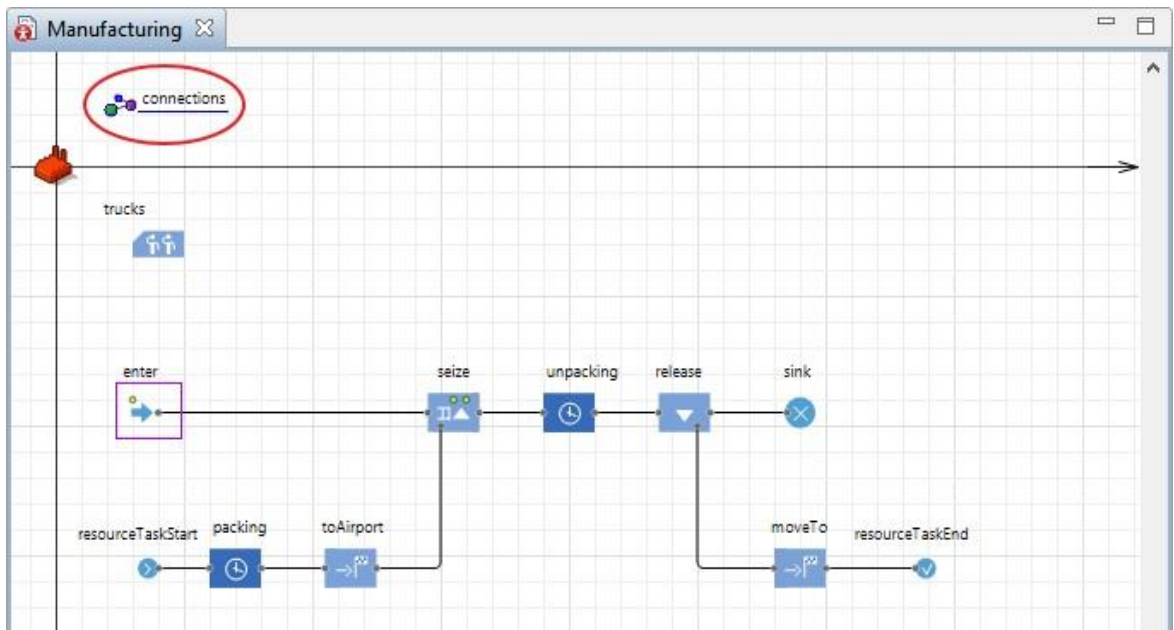 Manufacturing
connections
trucks
enter
seize
unpacking
release
sink
resourceTaskStart
packing
toAirport
moveTo
resourceTaskEnd